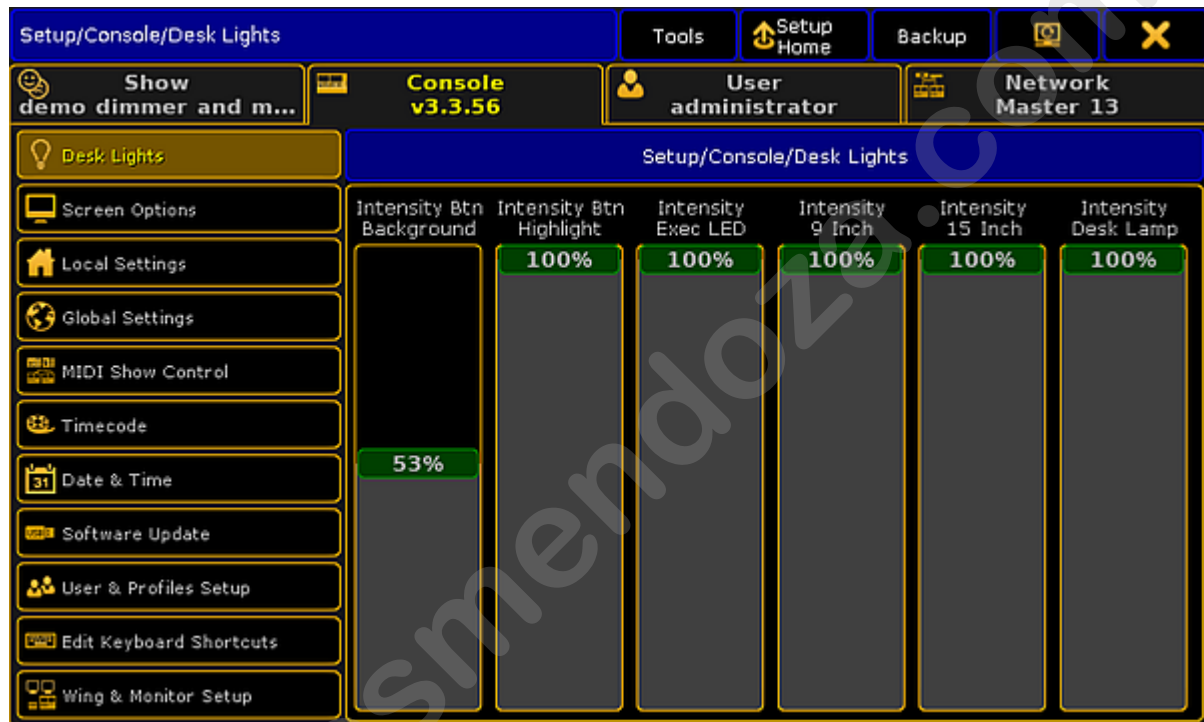 Setup/Console/Desk Lights
Tools
Setup
Home
Backup
Show
demo dimmer and m...
Console
v3.3.56
User
administrator
Network
Master 13
Desk Lights
Screen Options
Local Settings
Global Settings
MIDI Show Control
Timecode
31 Date & Time
Software Update
User & Profiles Setup
Edit Keyboard Shortcuts
Wing & Monitor Setup
Setup/Console/Desk Lights
Intensity Btn
Background
53%
Intensity Btn
Highlight
100%
Intensity
Exec LED
100%
Intensity
9 Inch
100%
Intensity
15 Inch
100%
Intensity
Desk Lamp
100%
smendoza.com